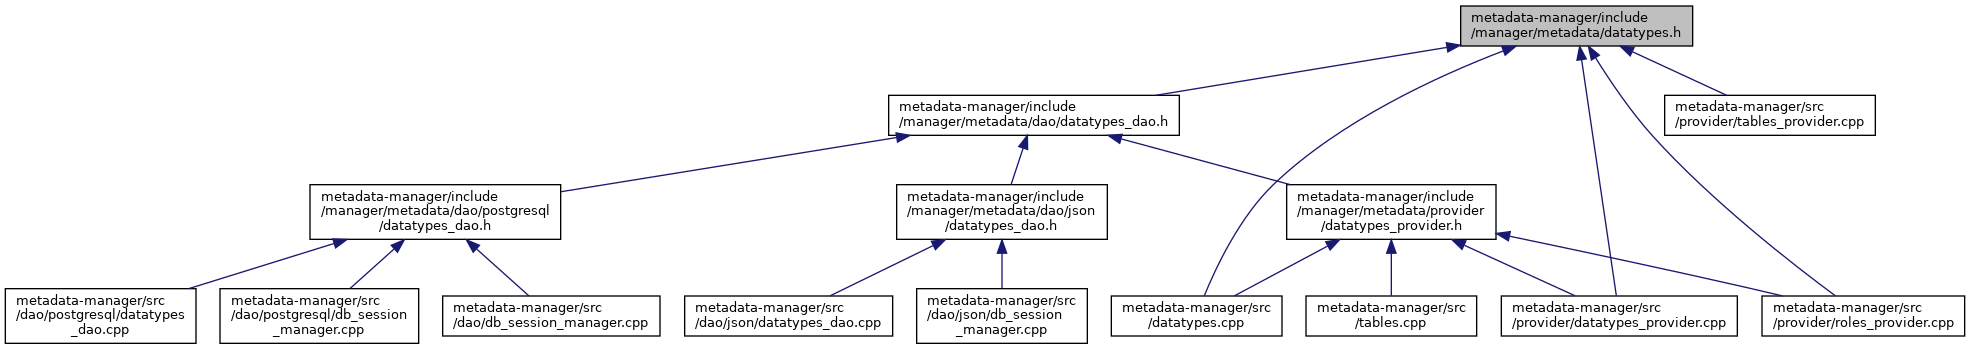 metadata-manager/include
/manager/metadata/datatypes.h
metadata-manager/include
/manager/metadata/dao/datatypes_dao.h
metadata-manager/src
/provider/tables_provider.cpp
metadata-manager/include
/manager/metadata/dao/postgresql
/datatypes_dao.h
metadata-manager/include
/manager/metadata/dao/json
/datatypes_dao.h
metadata-manager/include
/manager/metadata/provider
/datatypes_provider.h
metadata-manager/src
/dao/postgresql/datatypes
_dao.cpp
metadata-manager/src
/dao/postgresql/db_session
_manager.cpp
metadata-manager/src
/dao/db_session_manager.cpp
metadata-manager/src
/dao/json/datatypes_dao.cpp
metadata-manager/src
/dao/json/db_session
_manager.cpp
metadata-manager/src
/datatypes.cpp
metadata-manager/src
/tables.cpp
metadata-manager/src
/provider/datatypes_provider.cpp
metadata-manager/src
/provider/roles_provider.cpp